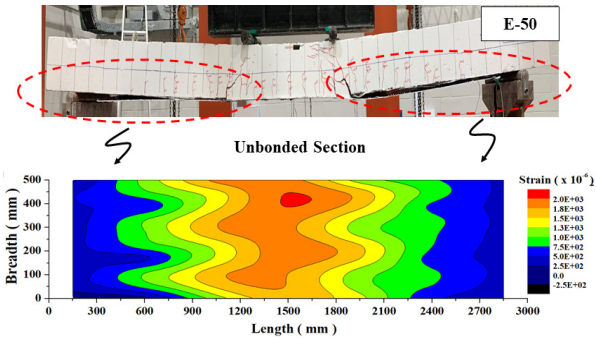 E-50
Unbonded Section
Strain ( x 10⁻⁶)
2.0E+03
1.8E+03
1.5E+03
1.3E+03
1.0E+03
7.5E+02
5.0E+02
2.5E+02
0.0
-2.5E+02
Breadth ( mm )
500
400
300
200
100
0
0 300 600 900 1200 1500 1800 2100 2400 2700 3000
Length ( mm )